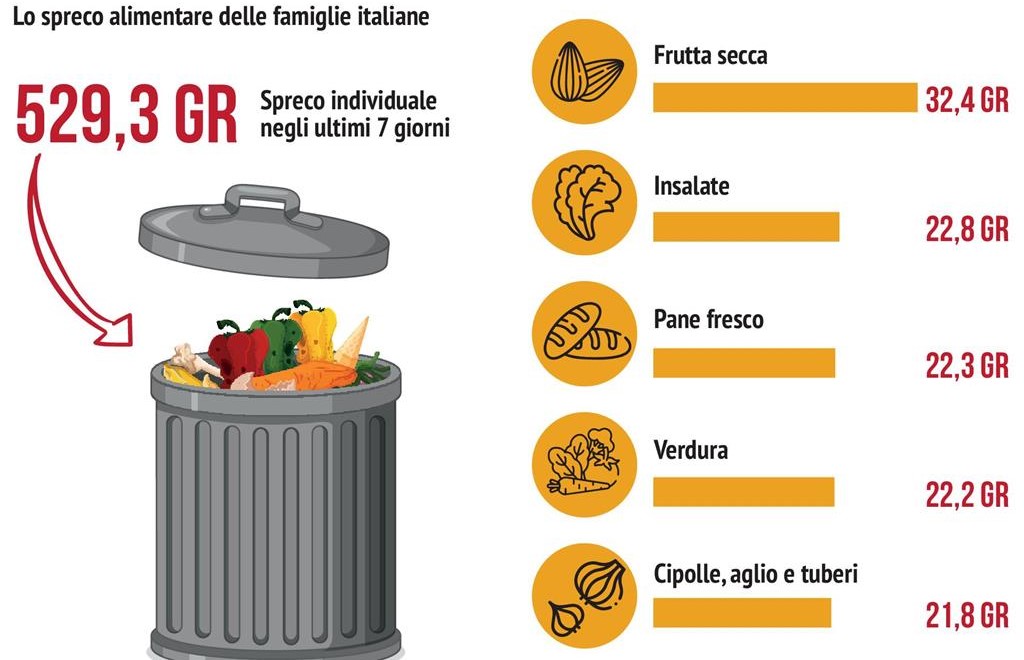 Lo spreco alimentare delle famiglie italiane
529,3 GR
Spreco individuale
negli ultimi 7 giorni
Frutta secca
32,4 GR
Insalate
22,8 GR
Pane fresco
22,3 GR
Verdura
22,2 GR
Cipolle, aglio e tuberi
21,8 GR